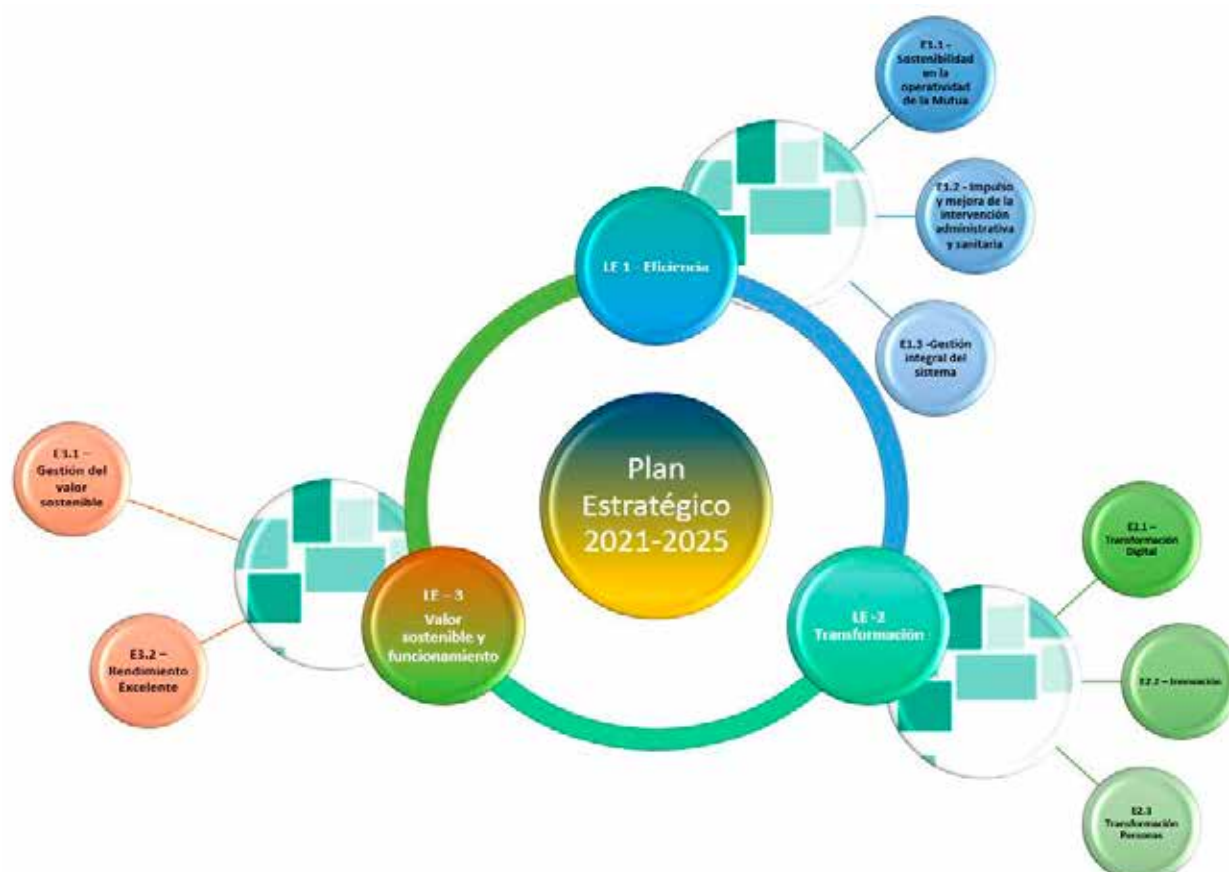 E1.1 -
Sostenibilidad
en la
operatividad
de la Mutua
E1.2 - Impulso
y mejora de la
intervención
administrativa
y sanitaria
LE 1 - Eficiencia
E1.3 -Gestión
integral del
sistema
Plan
Estratégico
2021-2025
E3.1 –
Gestión del
valor
sostenible
E3.2 –
Rendimiento
Excelente
LE – 3
Valor
sostenible y
funcionamiento
LE -2
Transformación
E2.1 –
Transformación
Digital
E2.2 – Innovación
E2.3
Transformación
Personas